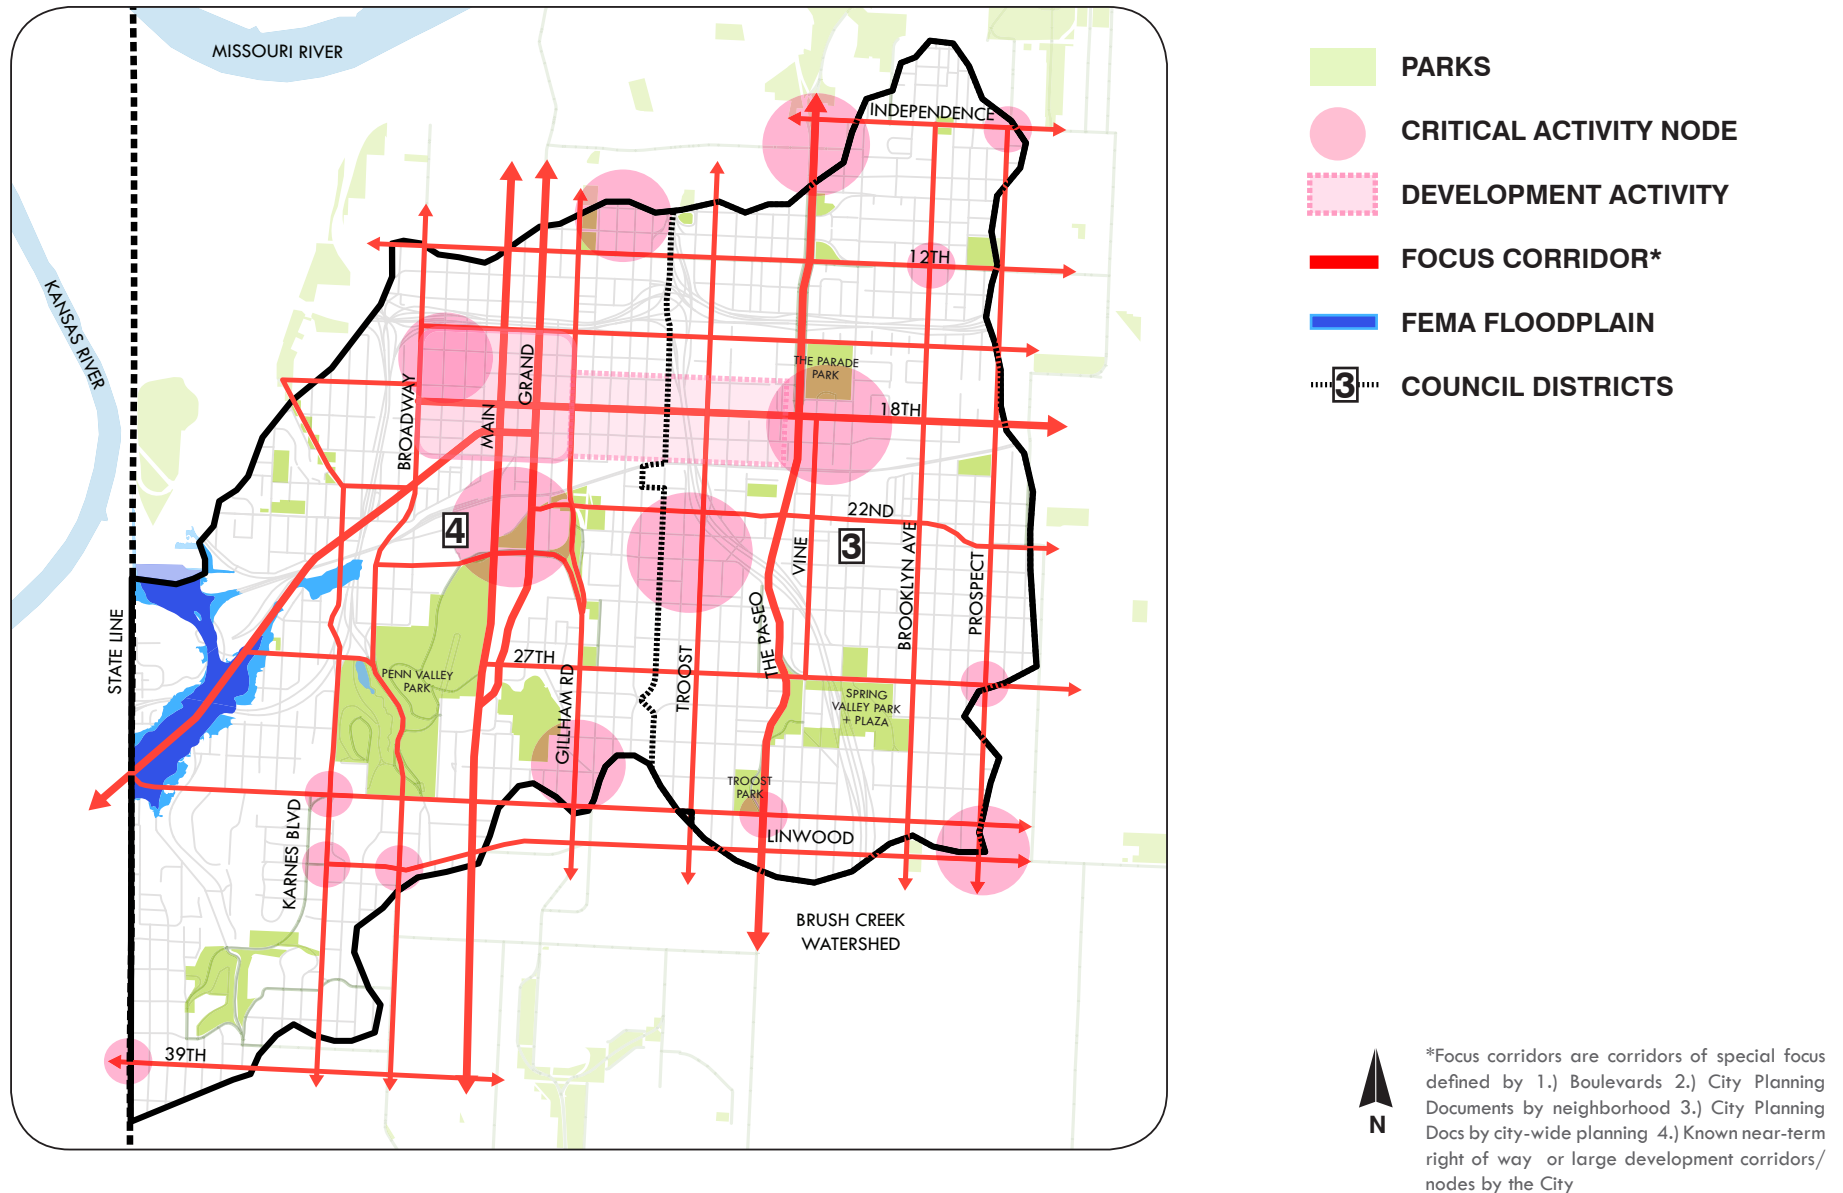 MISSOURI RIVER
KANSAS RIVER
INDEPENDENCE
12TH
THE PARADE
PARK
18TH
BROADWAY
MAIN
GRAND
4
22ND
3
VINE
BROOKLYN AVE
PROSPECT
STATE LINE
THE PASEO
27TH
GILLHAM RD
TROOST
PENN VALLEY
PARK
SPRING
VALLEY PARK
+ PLAZA
TROOST
PARK
LINWOOD
KARNES BLVD
BRUSH CREEK
WATERSHED
39TH
PARKS
CRITICAL ACTIVITY NODE
DEVELOPMENT ACTIVITY
FOCUS CORRIDOR*
FEMA FLOODPLAIN
3
COUNCIL DISTRICTS
N
*Focus corridors are corridors of special focus
defined by 1.) Boulevards 2.) City Planning
Documents by neighborhood 3.) City Planning
Docs by city-wide planning 4.) Known near-term
right of way or large development corridors/
nodes by the City